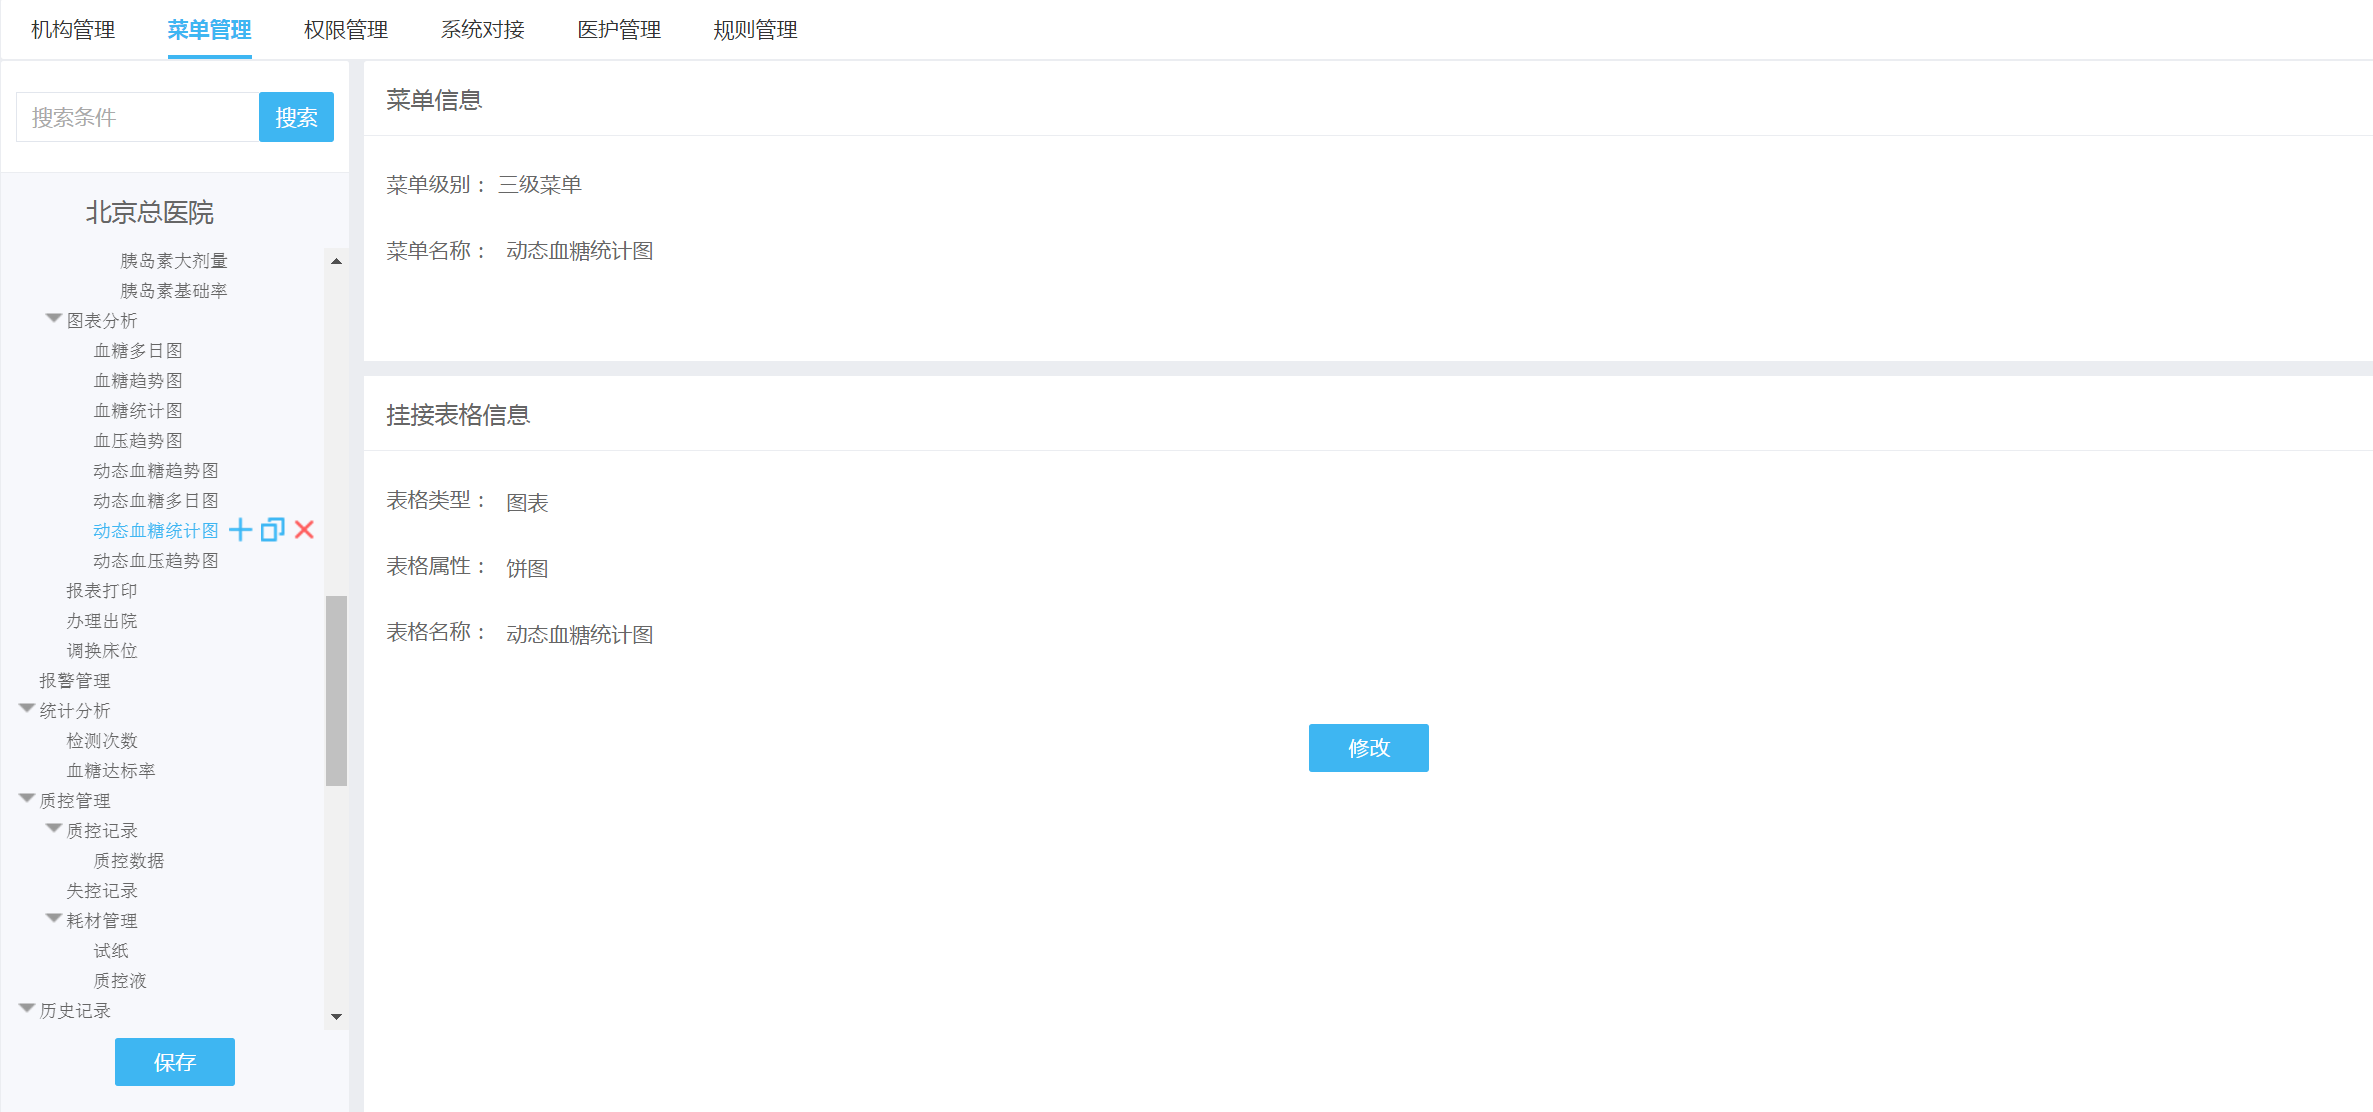 机构管理 菜单管理 权限管理 系统对接 医护管理 规则管理
搜索条件 搜索
北京总医院
胰岛素大剂量
胰岛素基础率
图表分析
血糖多日图
血糖趋势图
血糖统计图
血压趋势图
动态血糖趋势图
动态血糖多日图
动态血糖统计图
动态血压趋势图
报表打印
办理出院
调换床位
报警管理
统计分析
检测次数
血糖达标率
质控管理
质控记录
质控数据
失控记录
耗材管理
试纸
质控液
历史记录
保存
菜单信息
菜单级别： 三级菜单
菜单名称： 动态血糖统计图
挂接表格信息
表格类型： 图表
表格属性： 饼图
表格名称： 动态血糖统计图
修改